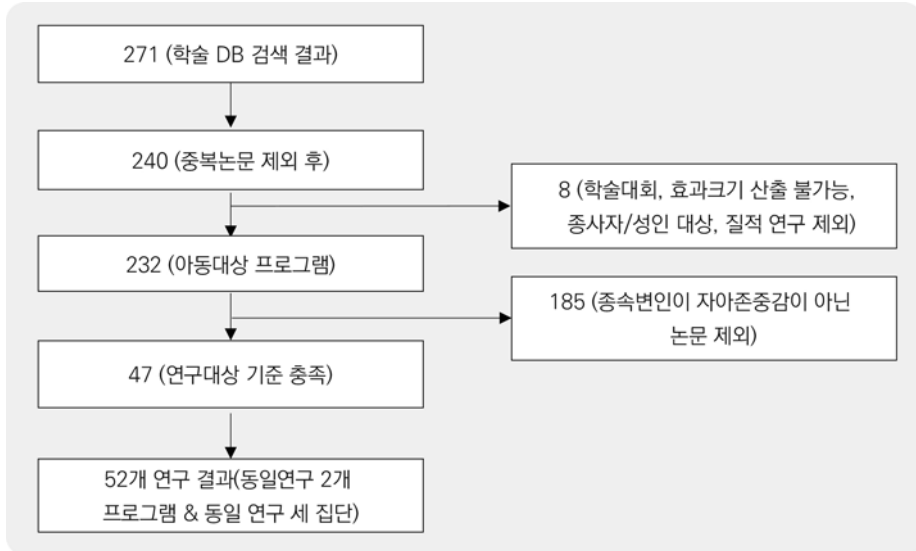 271 (학술 DB 검색 결과)
240 (중복논문 제외 후)
8 (학술대회, 효과크기 산출 불가능,
종사자/성인 대상, 질적 연구 제외)
232 (아동대상 프로그램)
185 (종속변인이 자아존중감이 아닌
논문 제외)
47 (연구대상 기준 충족)
52개 연구 결과(동일연구 2개
프로그램 & 동일 연구 세 집단)